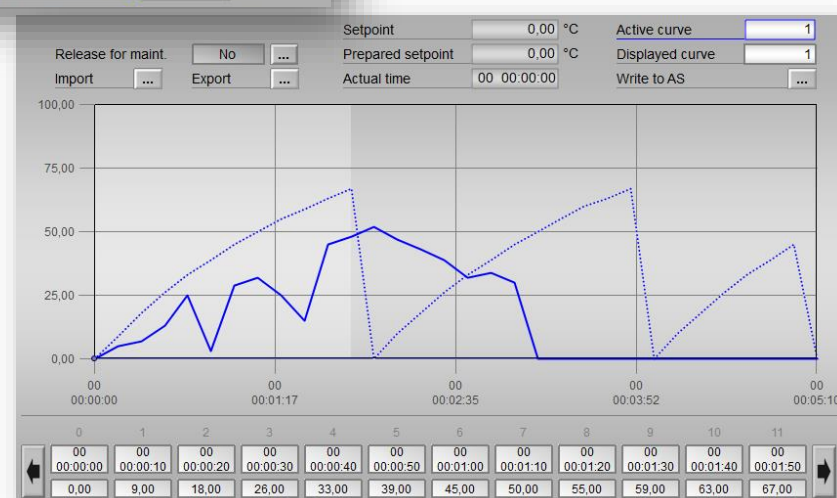 Setpoint 0,00 °C Active curve 1
Release for maint. No ... Prepared setpoint 0,00 °C Displayed curve 1
Import ... Export ... Actual time 00 00:00:00 Write to AS ...
100,00
75,00
50,00
25,00
0,00
00 00 00 00 00
00:00:00 00:01:17 00:02:35 00:03:52 00:05:10
0 1 2 3 4 5 6 7 8 9 10 11
00 00 00 00 00 00 00 00 00 00 00 00
00:00:00 00:00:10 00:00:20 00:00:30 00:00:40 00:00:50 00:01:00 00:01:10 00:01:20 00:01:30 00:01:40 00:01:50
0,00 9,00 18,00 26,00 33,00 39,00 45,00 50,00 55,00 59,00 63,00 67,00